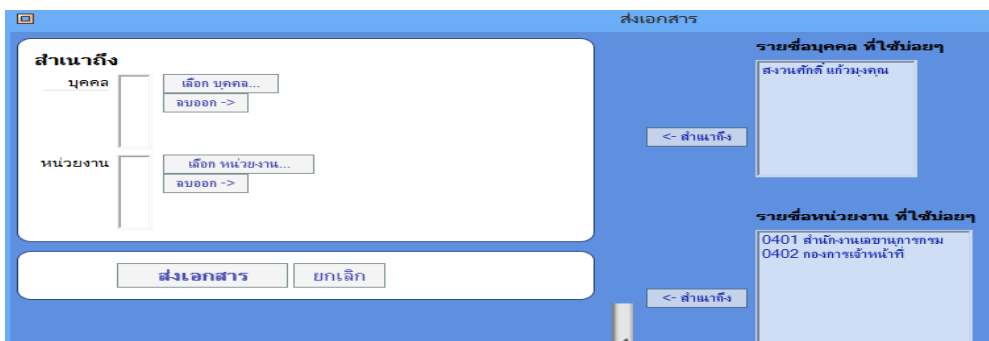 ส่งเอกสาร
สำเนาถึง
บุคคล
เลือก บุคคล...
ลบออก ->
หน่วยงาน
เลือก หน่วยงาน...
ลบออก ->
ส่งเอกสาร
ยกเลิก
รายชื่อบุคคล ที่ใช้บ่อยๆ
สงวนศักดิ์ แก้วมุงคุณ
<- สำเนาถึง
รายชื่อหน่วยงาน ที่ใช้บ่อยๆ
0401 สำนักงานเลขานุการกรม
0402 กองการเจ้าหน้าที่
<- สำเนาถึง